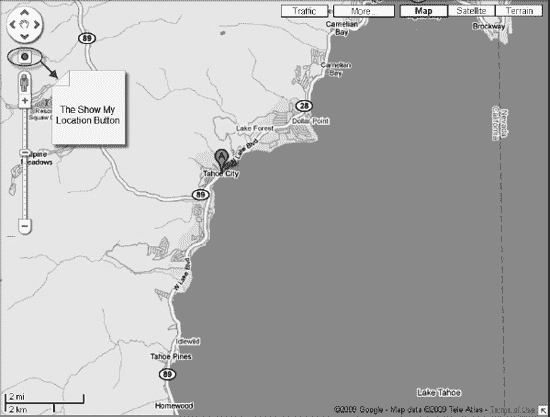 Traffic
More...
Map
Satellite
Terrain
Carnelian
Bay
Brockway
89
Carnelian
Bay
The Show My
Location Button
28
Dollar Point
Lake Forest
Nevada
California
Squaw
Alpine
Meadows
W Lake Blvd
A
Tahoe City
89
W Lake Blvd
Idlewild
Tahoe Pines
89
Homewood
2 mi
2 km
Lake Tahoe
©2009 Google - Map data ©2009 Tele Atlas - Terms of Use